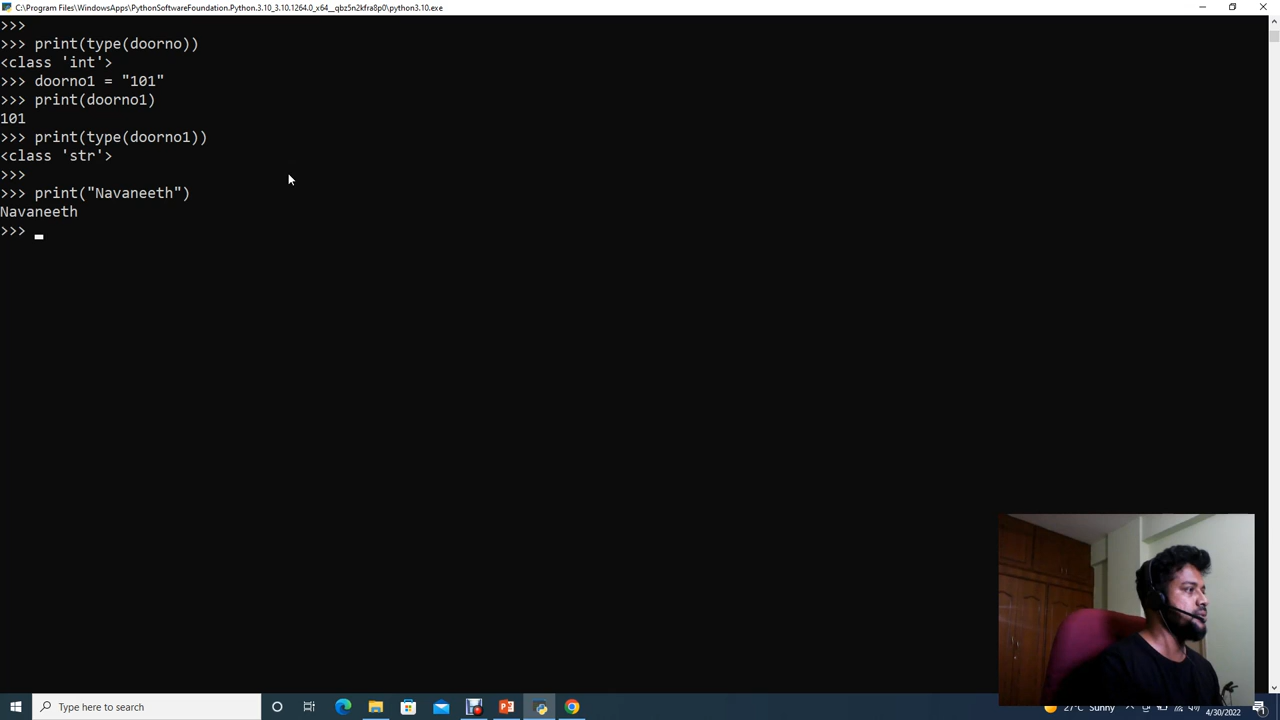 C:\Program Files\WindowsApps\PythonSoftwareFoundation.Python.3.10_3.10.1264.0_x64__qbz5n2kfra8p0\python3.10.exe
>>>
>>> print(type(doorno))
<class 'int'>
>>> doorno1 = "101"
>>> print(doorno1)
101
>>> print(type(doorno1))
<class 'str'>
>>>
>>> print("Navaneeth")
Navaneeth
>>>
Type here to search
27°C Sunny
4/30/2022